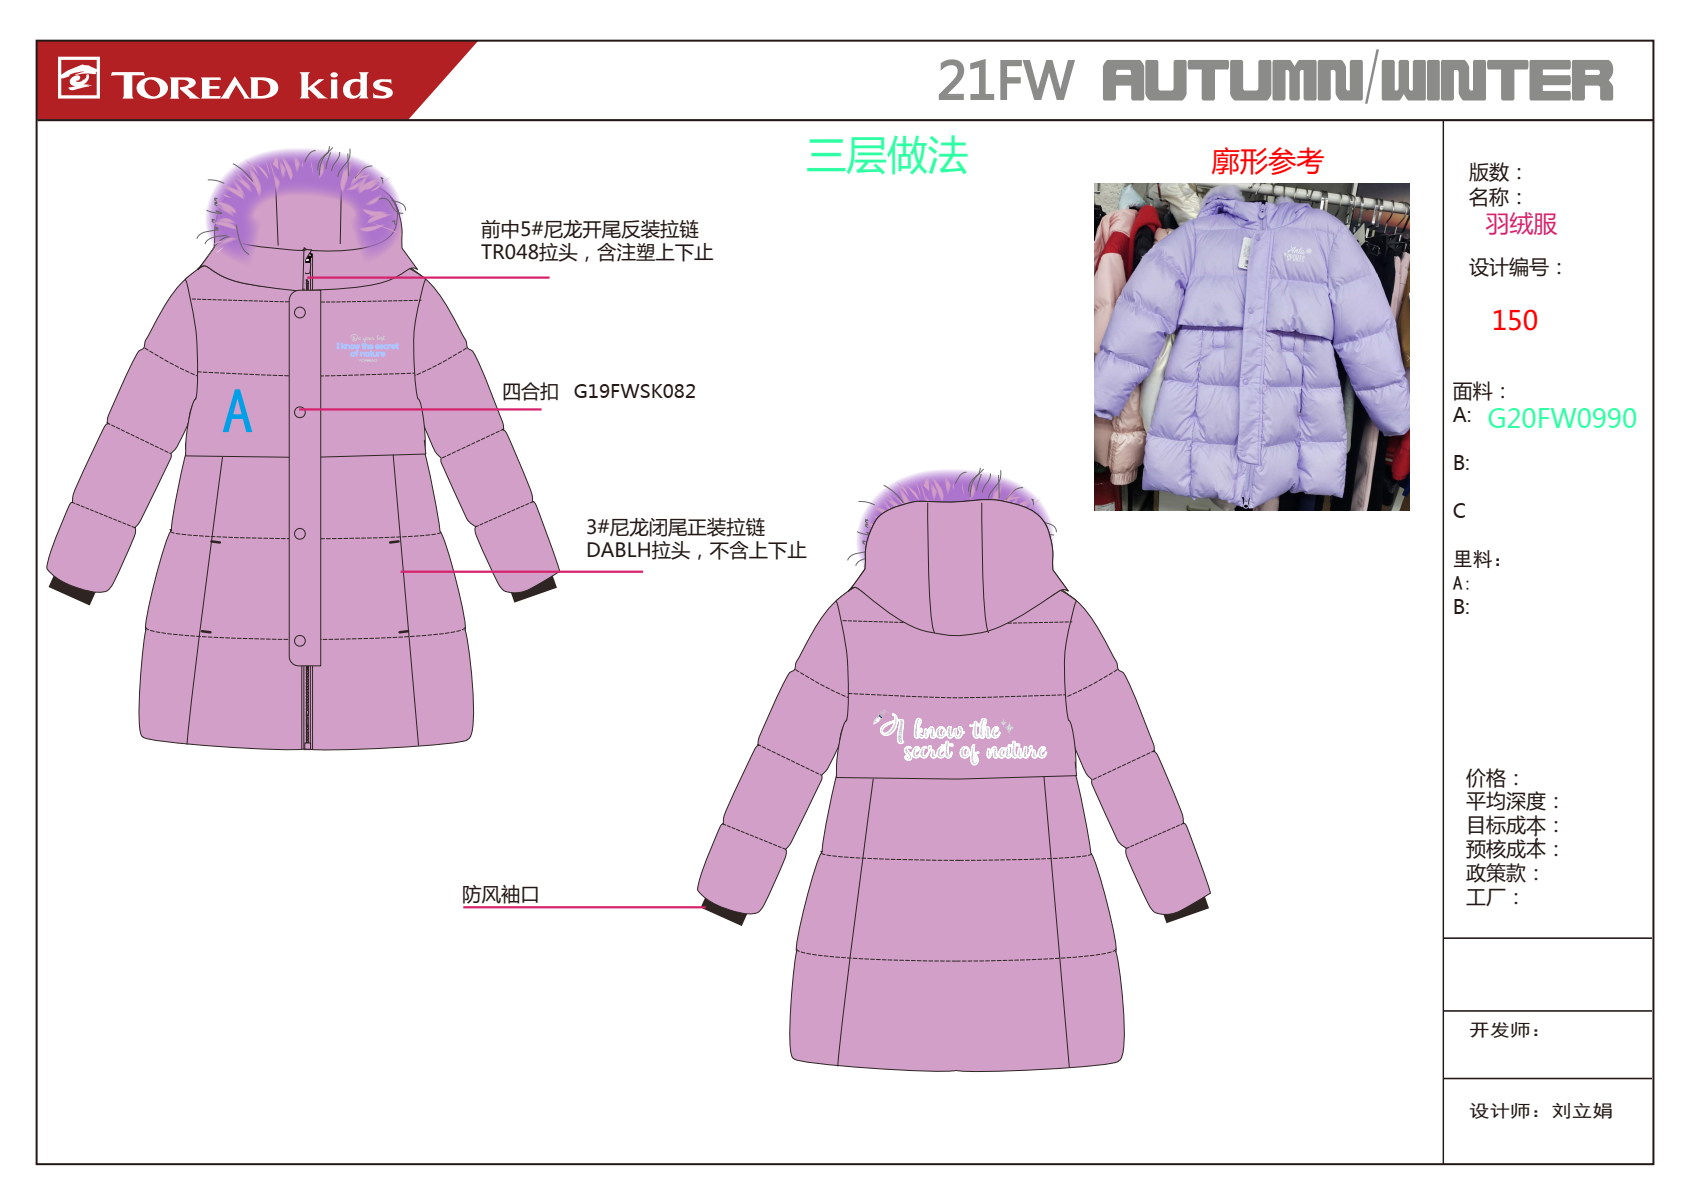 TOREAD kids
21FW AUTUMN/WINTER
三层做法
廓形参考
前中5#尼龙开尾反装拉链
TR048拉头，含注塑上下止
I know the secret
of nature
A
四合扣 G19FWSK082
3#尼龙闭尾正装拉链
DABLH拉头，不含上下止
I know the
secret of nature
防风袖口
版数：
名称：
羽绒服
设计编号：
150
面料：
A: G20FW0990
B:
C
里料：
A:
B:
价格：
平均深度：
目标成本：
预核成本：
政策款：
工厂：
开发师：
设计师：刘立娟